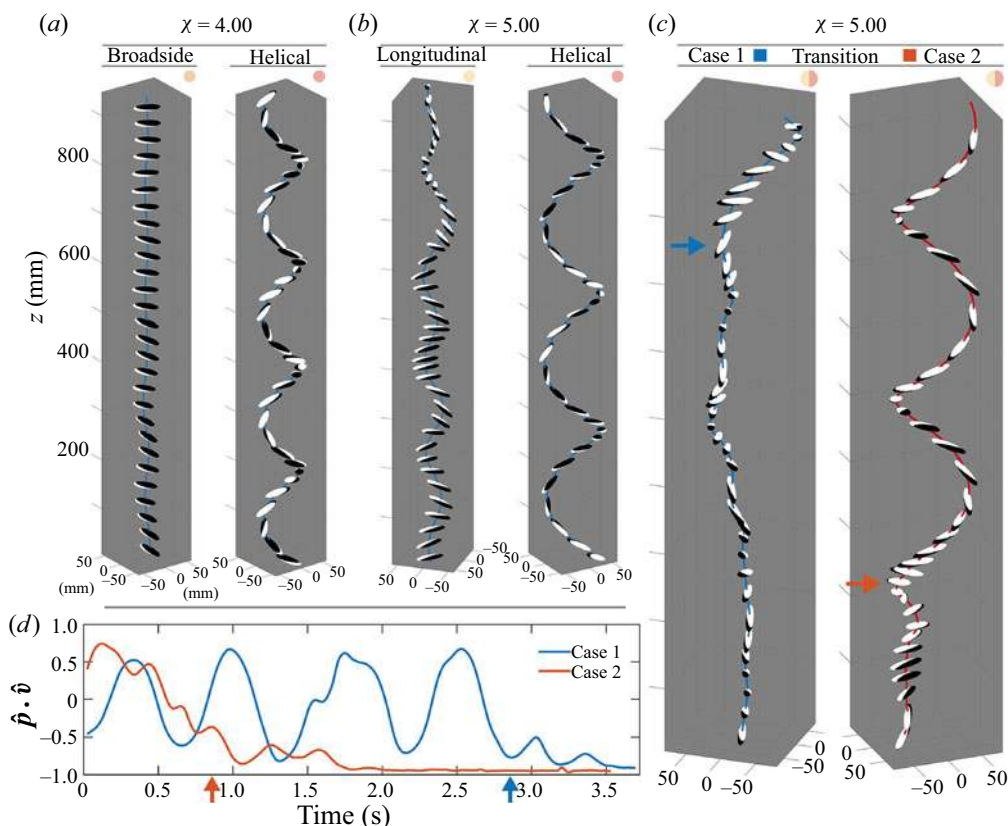 (a) χ = 4.00
(b) χ = 5.00
(c) χ = 5.00
Broadside Helical
Longitudinal Helical
Case 1 Transition Case 2
z (mm)
800
600
400
200
50 0 –50 50 0 –50
(mm) (mm)
50 0 –50 –50 0
50 0 –50 50 0 –50
50 0 –50 0 –50
0 –50 0 50
(d)
p̂ · v̂
1.0
0.5
0
–0.5
–1.0
Case 1
Case 2
0 0.5 1.0 1.5 2.0 2.5 3.0 3.5
Time (s)